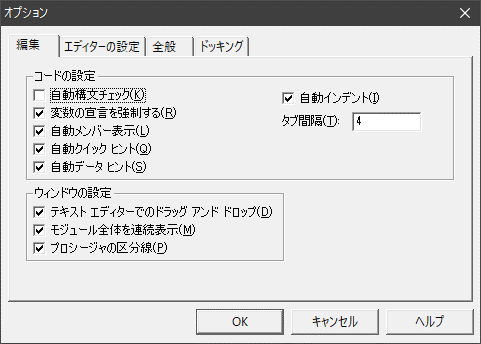 オプション
編集 エディターの設定 全般 ドッキング
コードの設定
自動構文チェック(K)
変数の宣言を強制する(R)
自動メンバー表示(L)
自動クイック ヒント(Q)
自動データ ヒント(S)
自動インデント(I)
タブ間隔(T): 4
ウィンドウの設定
テキスト エディターでのドラッグ アンド ドロップ(D)
モジュール全体を連続表示(M)
プロシージャの区分線(P)
OK キャンセル ヘルプ